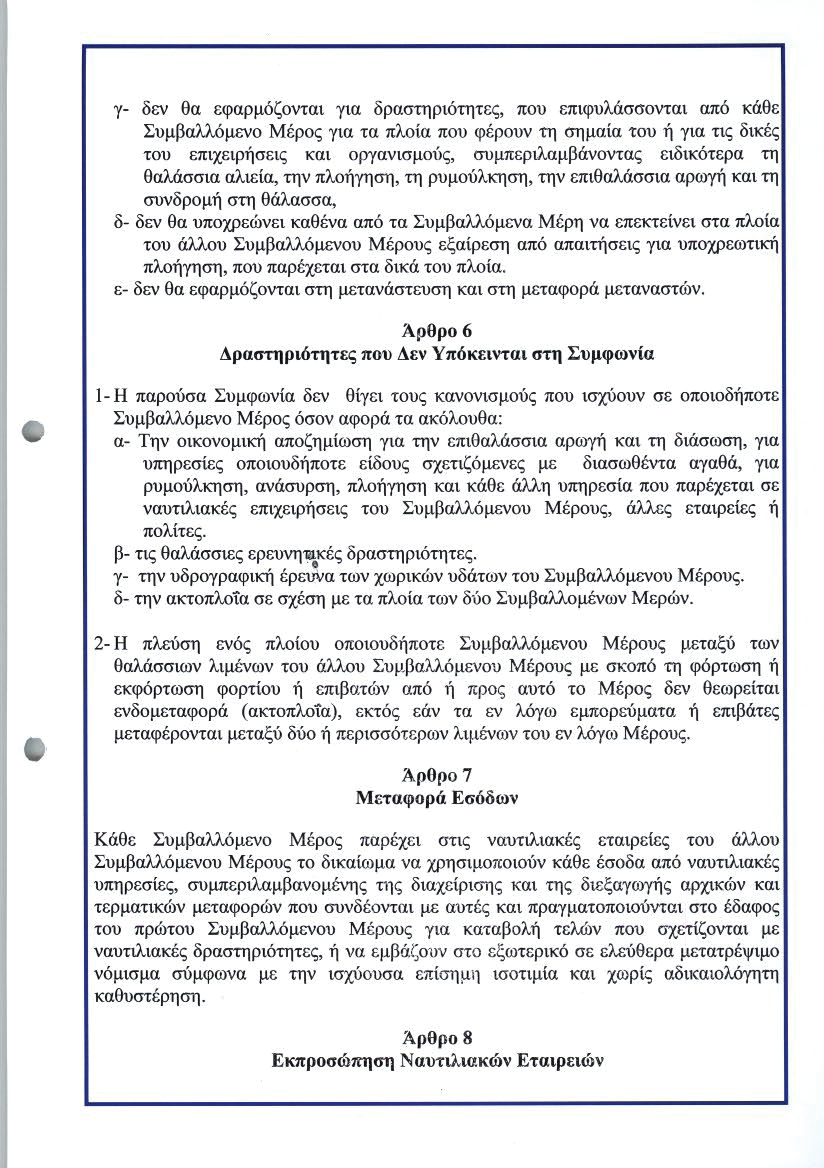 γ- δεν θα εφαρμόζονται για δραστηριότητες, που επιφυλάσσονται από κάθε
Συμβαλλόμενο Μέρος για τα πλοία που φέρουν τη σημαία του ή για τις δικές
του επιχειρήσεις και οργανισμούς, συμπεριλαμβάνοντας ειδικότερα τη
θαλάσσια αλιεία, την πλοήγηση, τη ρυμούλκηση, την επιθαλάσσια αρωγή και τη
συνδρομή στη θάλασσα,
δ- δεν θα υποχρεώνει καθένα από τα Συμβαλλόμενα Μέρη να επεκτείνει στα πλοία
του άλλου Συμβαλλόμενου Μέρους εξαίρεση από απαιτήσεις για υποχρεωτική
πλοήγηση, που παρέχεται στα δικά του πλοία.
ε- δεν θα εφαρμόζονται στη μετανάστευση και στη μεταφορά μεταναστών.
Άρθρο 6
Δραστηριότητες που Δεν Υπόκεινται στη Συμφωνία
1- Η παρούσα Συμφωνία δεν θίγει τους κανονισμούς που ισχύουν σε οποιοδήποτε
Συμβαλλόμενο Μέρος όσον αφορά τα ακόλουθα:
α- Την οικονομική αποζημίωση για την επιθαλάσσια αρωγή και τη διάσωση, για
υπηρεσίες οποιουδήποτε είδους σχετιζόμενες με διασωθέντα αγαθά, για
ρυμούλκηση, ανάσυρση, πλοήγηση και κάθε άλλη υπηρεσία που παρέχεται σε
ναυτιλιακές επιχειρήσεις του Συμβαλλόμενου Μέρους, άλλες εταιρείες ή
πολίτες.
β- τις θαλάσσιες ερευνητικές δραστηριότητες.
γ- την υδρογραφική έρευνα των χωρικών υδάτων του Συμβαλλόμενου Μέρους.
δ- την ακτοπλοΐα σε σχέση με τα πλοία των δύο Συμβαλλομένων Μερών.
2- Η πλεύση ενός πλοίου οποιουδήποτε Συμβαλλόμενου Μέρους μεταξύ των
θαλάσσιων λιμένων του άλλου Συμβαλλόμενου Μέρους με σκοπό τη φόρτωση ή
εκφόρτωση φορτίου ή επιβατών από ή προς αυτό το Μέρος δεν θεωρείται
ενδομεταφορά (ακτοπλοΐα), εκτός εάν τα εν λόγω εμπορεύματα ή επιβάτες
μεταφέρονται μεταξύ δύο ή περισσότερων λιμένων του εν λόγω Μέρους.
Άρθρο 7
Μεταφορά Εσόδων
Κάθε Συμβαλλόμενο Μέρος παρέχει στις ναυτιλιακές εταιρείες του άλλου
Συμβαλλόμενου Μέρους το δικαίωμα να χρησιμοποιούν κάθε έσοδα από ναυτιλιακές
υπηρεσίες, συμπεριλαμβανομένης της διαχείρισης και της διεξαγωγής αρχικών και
τερματικών μεταφορών που συνδέονται με αυτές και πραγματοποιούνται στο έδαφος
του πρώτου Συμβαλλόμενου Μέρους για καταβολή τελών που σχετίζονται με
ναυτιλιακές δραστηριότητες, ή να εμβάζουν στο εξωτερικό σε ελεύθερα μετατρέψιμο
νόμισμα σύμφωνα με την ισχύουσα επίσημη ισοτιμία και χωρίς αδικαιολόγητη
καθυστέρηση.
Άρθρο 8
Εκπροσώπηση Ναυτιλιακών Εταιρειών